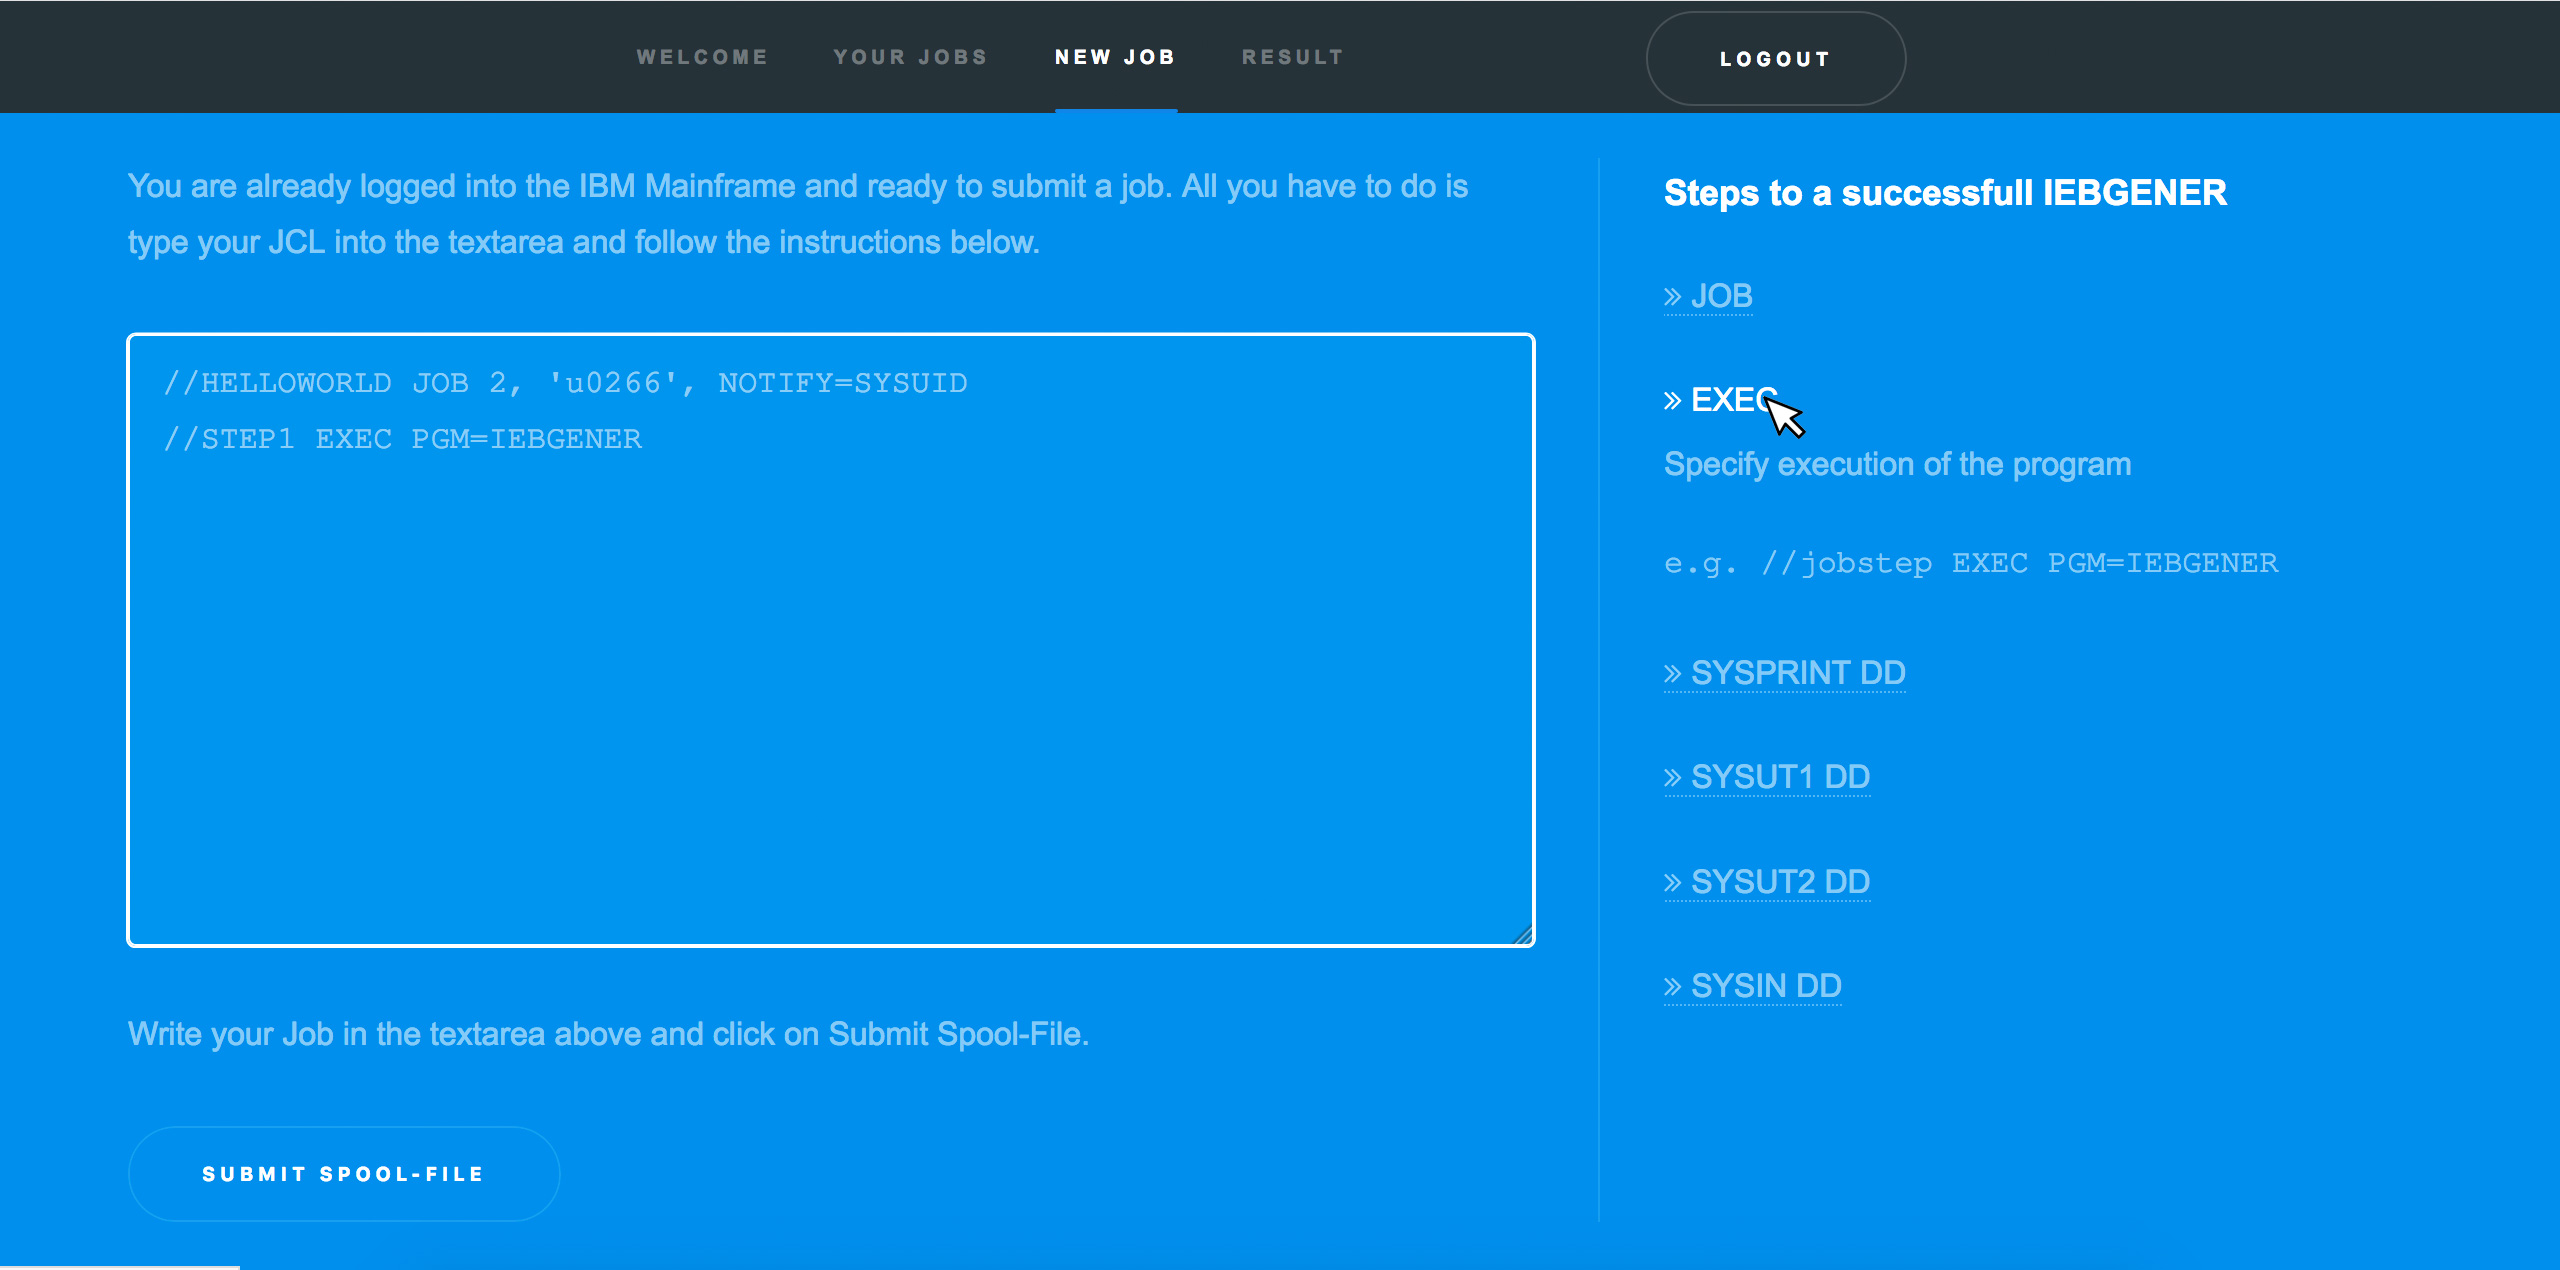 WELCOME YOUR JOBS NEW JOB RESULT LOGOUT
You are already logged into the IBM Mainframe and ready to submit a job. All you have to do is
type your JCL into the textarea and follow the instructions below.
//HELLOWORLD JOB 2, 'u0266', NOTIFY=SYSUID
//STEP1 EXEC PGM=IEBGENER
Write your Job in the textarea above and click on Submit Spool-File.
SUBMIT SPOOL-FILE
Steps to a successfull IEBGENER
» JOB
» EXEC
Specify execution of the program
e.g. //jobstep EXEC PGM=IEBGENER
» SYSPRINT DD
» SYSUT1 DD
» SYSUT2 DD
» SYSIN DD